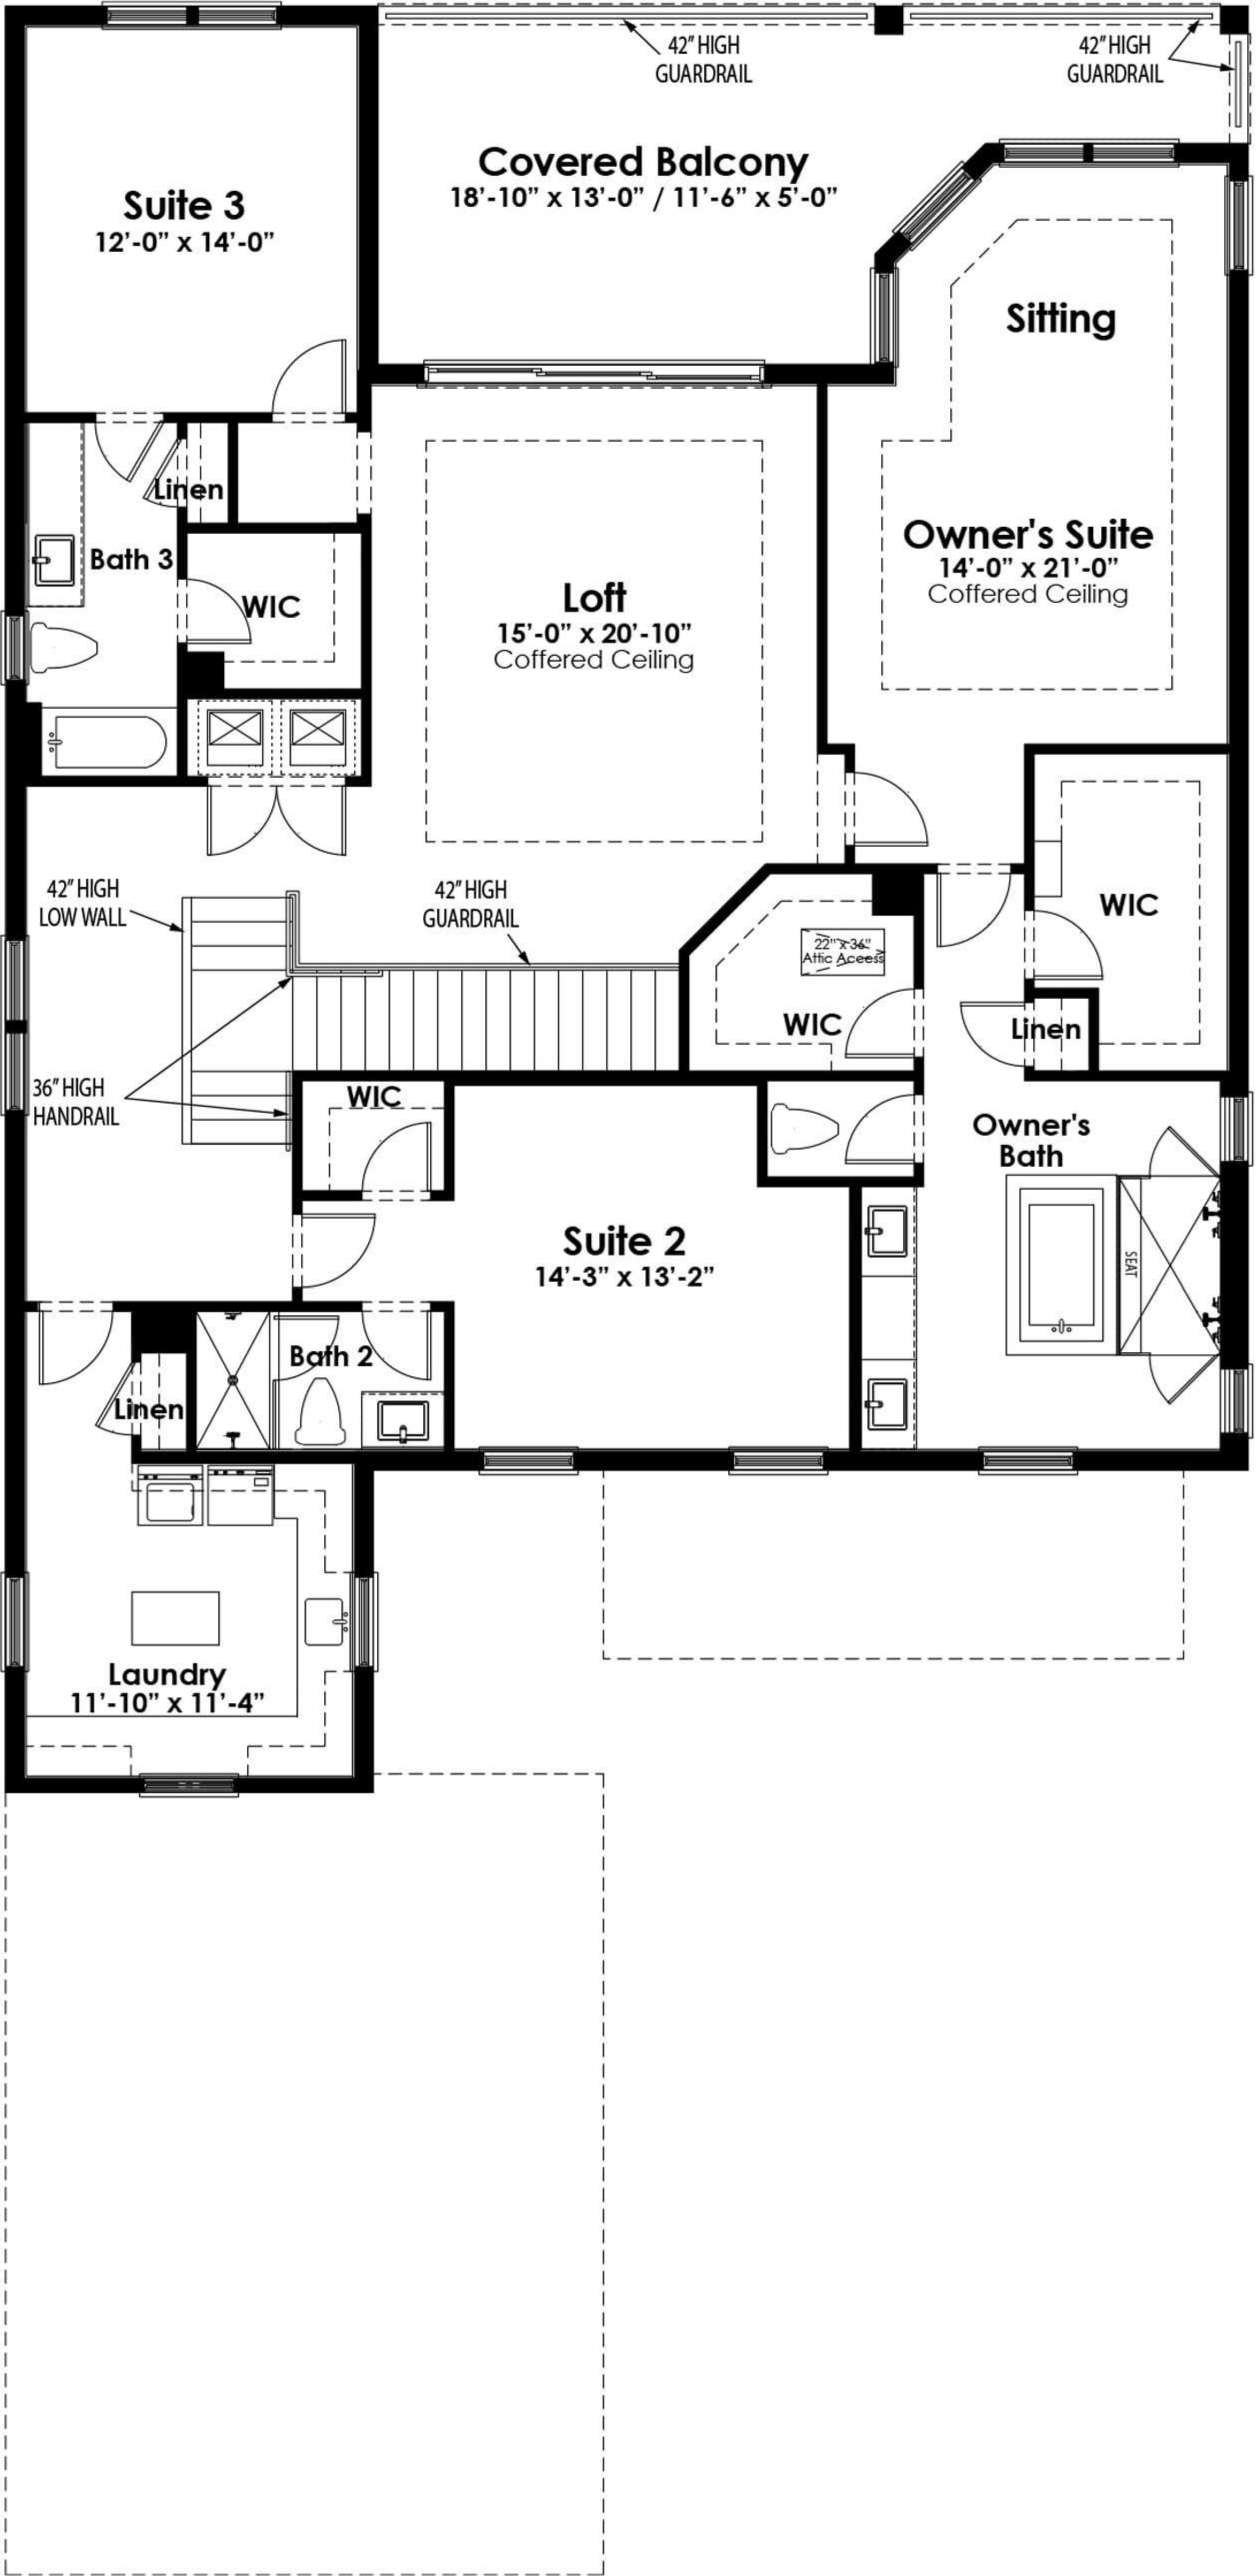 42” HIGH
GUARDRAIL
42” HIGH
GUARDRAIL
Covered Balcony
18’-10” x 13’-0” / 11’-6” x 5’-0”
Suite 3
12’-0” x 14’-0”
Sitting
Linen
Owner's Suite
14’-0” x 21’-0”
Coffered Ceiling
Bath 3
WIC
Loft
15’-0” x 20’-10”
Coffered Ceiling
42” HIGH
LOW WALL
42” HIGH
GUARDRAIL
WIC
22” x 36”
Attic Access
WIC
Linen
36” HIGH
HANDRAIL
WIC
Owner's
Bath
Suite 2
14’-3” x 13’-2”
SEAT
Bath 2
Linen
Laundry
11’-10” x 11’-4”